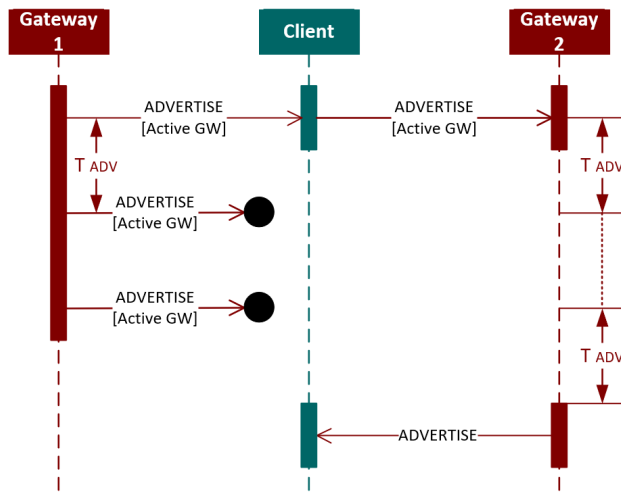 Gateway
1
Client
Gateway
2
ADVERTISE
[Active GW]
ADVERTISE
[Active GW]
T ADV
T ADV
ADVERTISE
[Active GW]
ADVERTISE
[Active GW]
T ADV
ADVERTISE